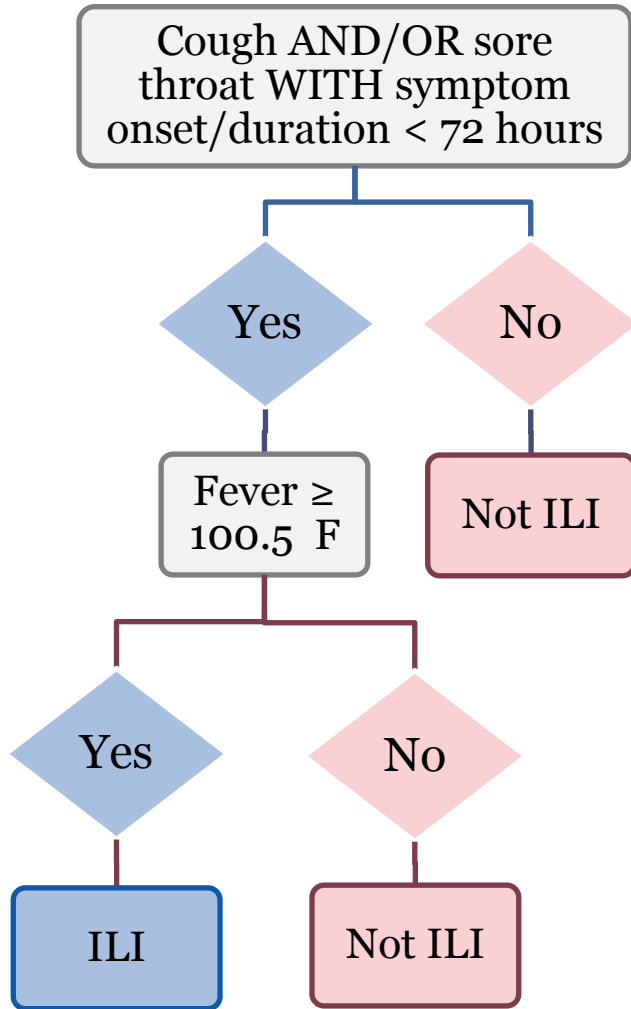 Cough AND/OR sore
throat WITH symptom
onset/duration < 72 hours
Yes
No
Fever ≥
100.5 F
Not ILI
Yes
No
ILI
Not ILI